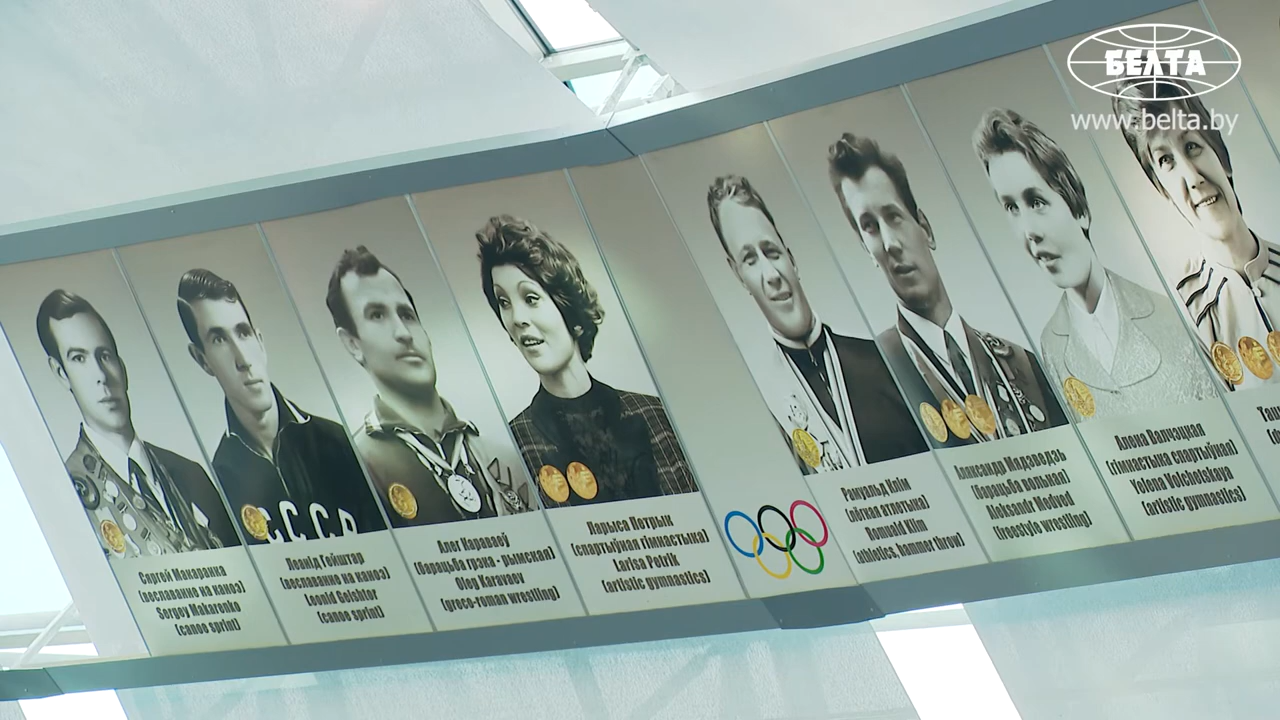 БЕЛТА
www.belta.by
СССР
Сяргей Макаранка
(веславанне на каноэ)
Sergey Makarenko
(canoe sprint)
Леанід Гейштар
(веславанне на каноэ)
Leonid Geishtor
(canoe sprint)
Алег Караваеў
(барацьба грэка - рымская)
Oleg Karavaev
(greco-roman wrestling)
Ларыса Петрык
(спартыўная гімнастыка)
Larisa Petrik
(artistic gymnastics)
Рамуальд Клім
(лёгкая атлетыка)
Romuald Klim
(athletics, hammer throw)
Аляксандр Мядзведзь
(барацьба вольная)
Aleksandr Medved
(freestyle wrestling)
Алена Ваўчэцкая
(гімнастыка спартыўная)
Yelena Volchetskaya
(artistic gymnastics)